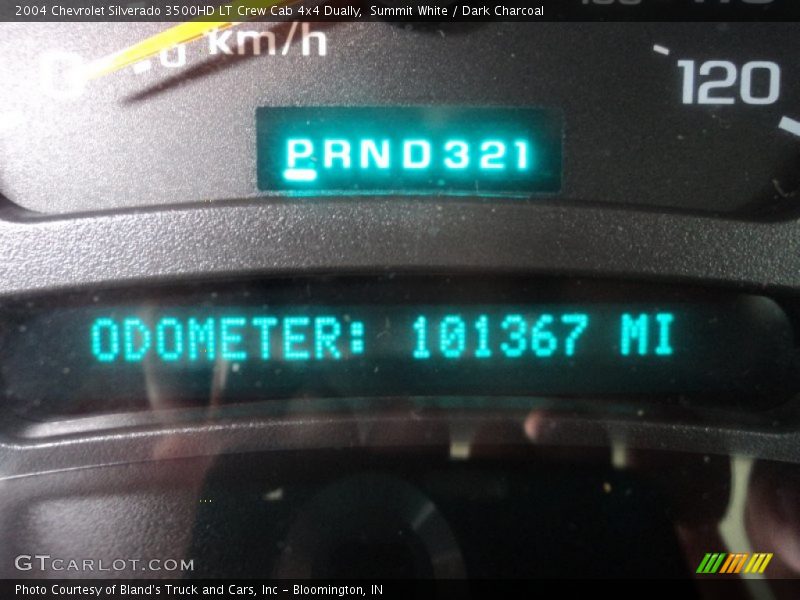 2004 Chevrolet Silverado 3500HD LT Crew Cab 4x4 Dually, Summit White / Dark Charcoal
0 km/h
120
PRND321
ODOMETER: 101367 MI
GTCARLOT.COM
Photo Courtesy of Bland's Truck and Cars, Inc - Bloomington, IN